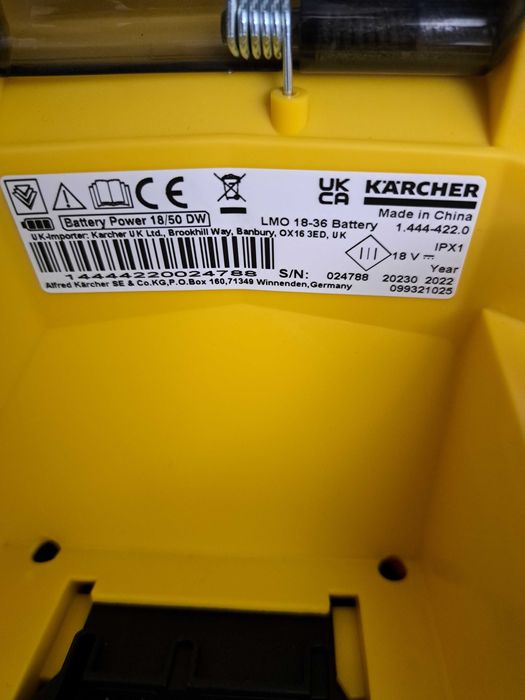 CE
UK
CA
KÄRCHER
Made in China
Battery Power 18/50 DW
LMO 18-36 Battery
1.444-422.0
UK-Importer: Karcher UK Ltd., Brookhill Way, Banbury, OX16 3ED, UK
IPX1
III
18 V
Year
14444220024788
S/N: 024788 20230 2022
Alfred Kärcher SE & Co.KG,P.O.Box 160,71349 Winnenden,Germany
099321025